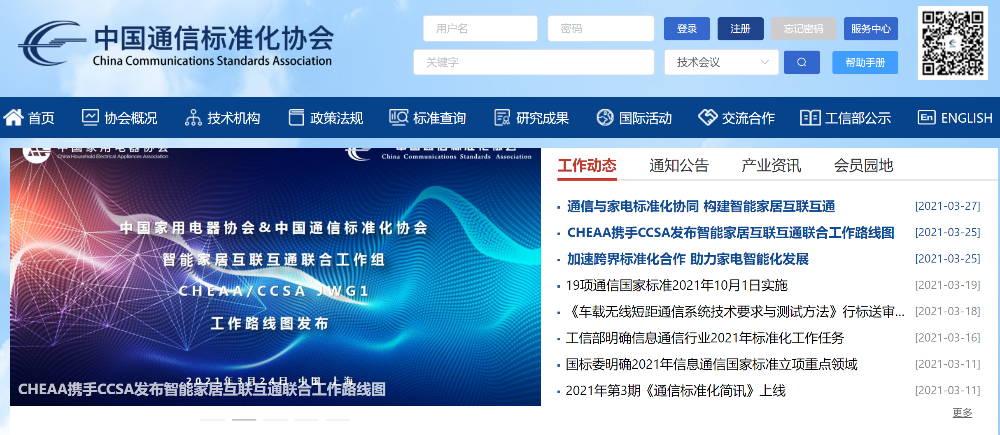 中国通信标准化协会
China Communications Standards Association
用户名 密码 登录 注册 忘记密码 服务中心
关键字 技术会议 帮助手册
首页 协会概况 技术机构 政策法规 标准查询 研究成果 国际活动 交流合作 工信部公示 En ENGLISH
中国家用电器协会
China Household Electrical Appliances Association
中国通信标准化协会
China Communications Standards Association
中国家用电器协会&中国通信标准化协会
智能家居互联互通联合工作组
CHEAA/CCSA JWG1
工作路线图发布
2021年3月24日 中国 上海
CHEAA携手CCSA发布智能家居互联互通联合工作路线图
工作动态 通知公告 产业资讯 会员园地
通信与家电标准化协同 构建智能家居互联互通 [2021-03-27]
CHEAA携手CCSA发布智能家居互联互通联合工作路线图 [2021-03-25]
加速跨界标准化合作 助力家电智能化发展 [2021-03-25]
19项通信国家标准2021年10月1日实施 [2021-03-19]
《车载无线短距通信系统技术要求与测试方法》行标送审... [2021-03-18]
工信部明确信息通信行业2021年标准化工作任务 [2021-03-16]
国标委明确2021年信息通信国家标准立项重点领域 [2021-03-11]
2021年第3期《通信标准化简讯》上线 [2021-03-11]
更多